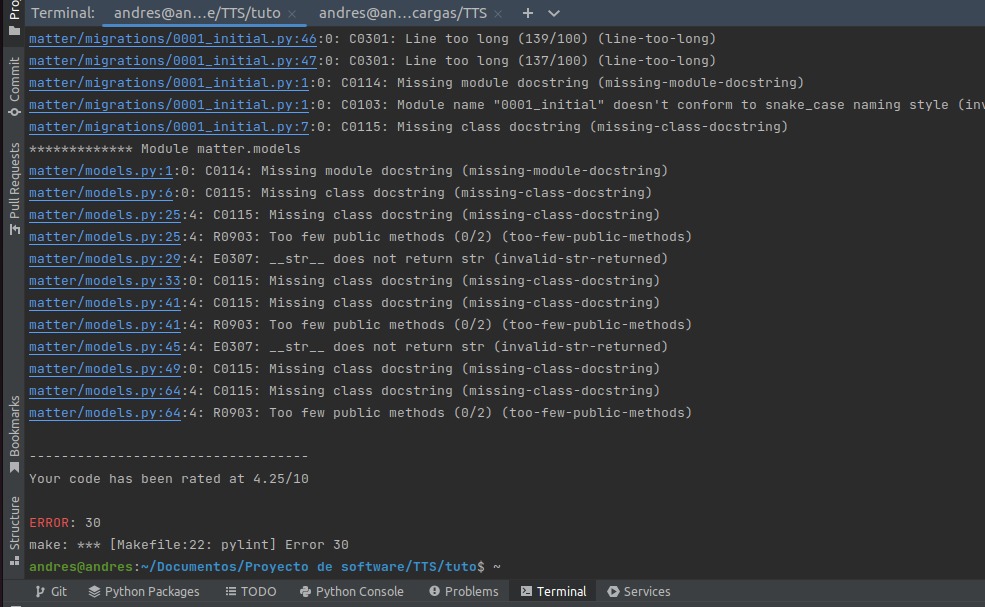 Terminal: andres@an...e/TTS/tuto × andres@an...cargas/TTS × +
matter/migrations/0001_initial.py:46:0: C0301: Line too long (139/100) (line-too-long)
matter/migrations/0001_initial.py:47:0: C0301: Line too long (137/100) (line-too-long)
matter/migrations/0001_initial.py:1:0: C0114: Missing module docstring (missing-module-docstring)
matter/migrations/0001_initial.py:1:0: C0103: Module name "0001_initial" doesn't conform to snake_case naming style (inv
matter/migrations/0001_initial.py:7:0: C0115: Missing class docstring (missing-class-docstring)
************* Module matter.models
matter/models.py:1:0: C0114: Missing module docstring (missing-module-docstring)
matter/models.py:6:0: C0115: Missing class docstring (missing-class-docstring)
matter/models.py:25:4: C0115: Missing class docstring (missing-class-docstring)
matter/models.py:25:4: R0903: Too few public methods (0/2) (too-few-public-methods)
matter/models.py:29:4: E0307: __str__ does not return str (invalid-str-returned)
matter/models.py:33:0: C0115: Missing class docstring (missing-class-docstring)
matter/models.py:41:4: C0115: Missing class docstring (missing-class-docstring)
matter/models.py:41:4: R0903: Too few public methods (0/2) (too-few-public-methods)
matter/models.py:45:4: E0307: __str__ does not return str (invalid-str-returned)
matter/models.py:49:0: C0115: Missing class docstring (missing-class-docstring)
matter/models.py:64:4: C0115: Missing class docstring (missing-class-docstring)
matter/models.py:64:4: R0903: Too few public methods (0/2) (too-few-public-methods)
-----------------------------------
Your code has been rated at 4.25/10
ERROR: 30
make: *** [Makefile:22: pylint] Error 30
andres@andres:~/Documentos/Proyecto de software/TTS/tuto$ ~
Pro
Commit
Pull Requests
Bookmarks
Structure
Git Python Packages TODO Python Console Problems Terminal Services